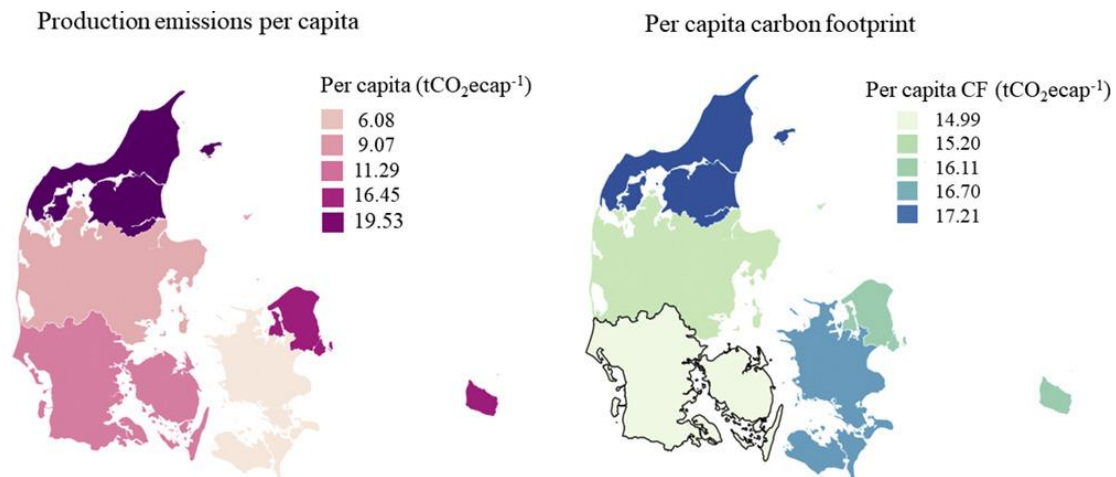 Production emissions per capita
Per capita (tCO₂ecap⁻¹)
6.08
9.07
11.29
16.45
19.53
Per capita carbon footprint
Per capita CF (tCO₂ecap⁻¹)
14.99
15.20
16.11
16.70
17.21